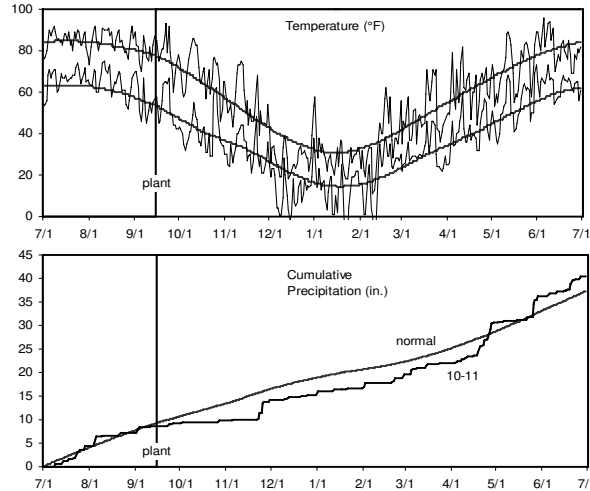 Temperature (°F)
100
80
60
40
20
0
plant
7/1 8/1 9/1 10/1 11/1 12/1 1/1 2/1 3/1 4/1 5/1 6/1 7/1
Cumulative
Precipitation (in.)
45
40
35
30
25
20
15
10
5
0
normal
10-11
plant
7/1 8/1 9/1 10/1 11/1 12/1 1/1 2/1 3/1 4/1 5/1 6/1 7/